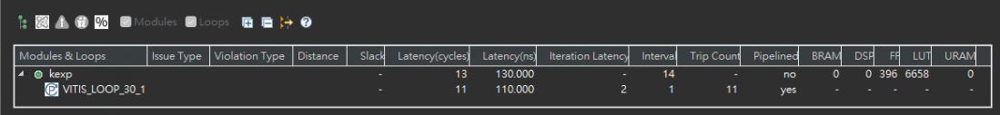 % Modules Loops
Modules & Loops Issue Type Violation Type Distance Slack Latency(cycles) Latency(ns) Iteration Latency Interval Trip Count Pipelined BRAM DSP FF LUT URAM
kexp - 13 130.000 - 14 - no 0 0 396 6658 0
VITIS_LOOP_30_1 - 11 110.000 2 1 11 yes - - - - -